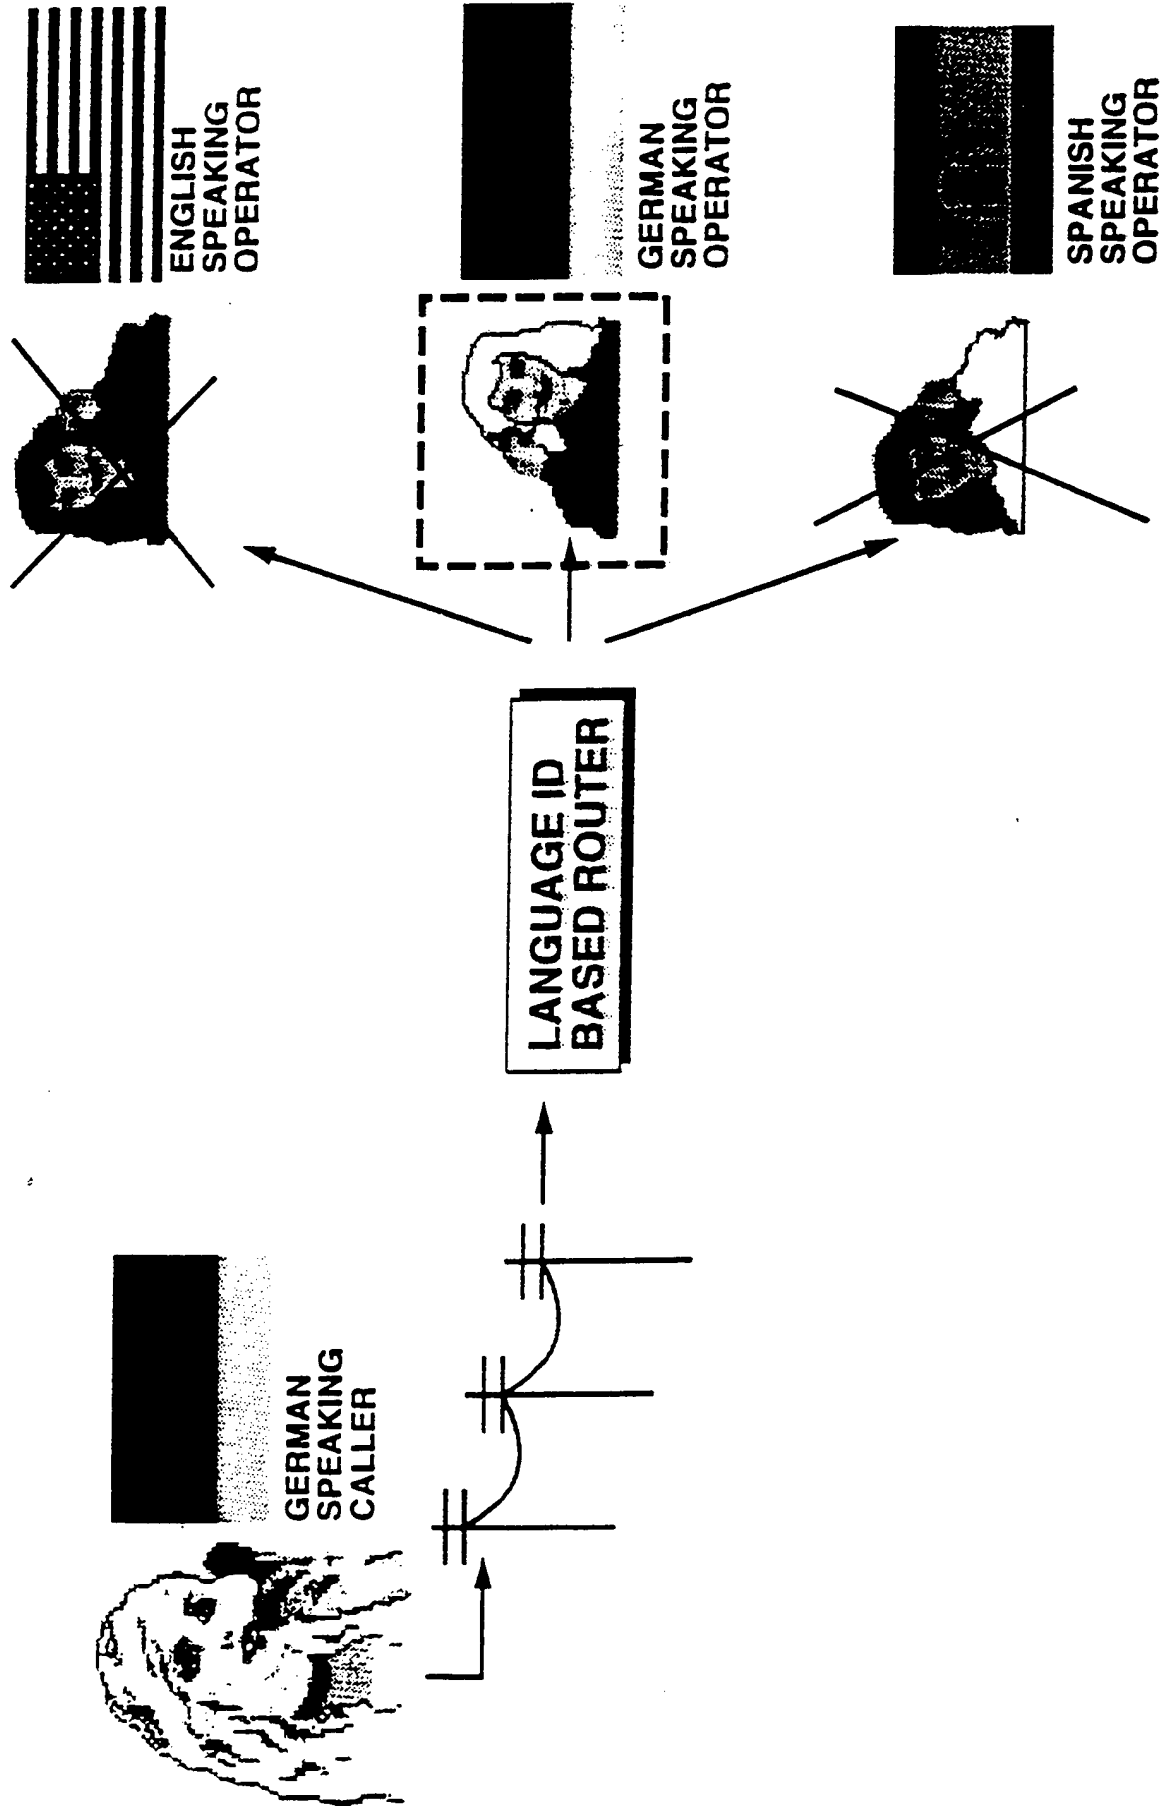 GERMAN
SPEAKING
CALLER
LANGUAGE ID
BASED ROUTER
ENGLISH
SPEAKING
OPERATOR
GERMAN
SPEAKING
OPERATOR
SPANISH
SPEAKING
OPERATOR